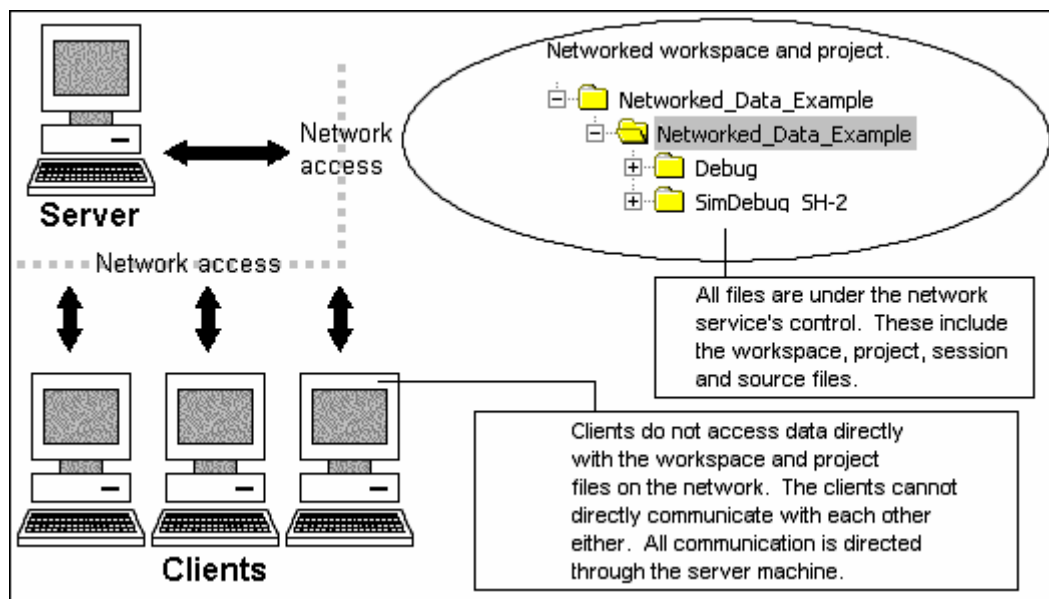 Networked workspace and project.
Networked_Data_Example
Networked_Data_Example
Debug
SimDebug_SH-2
Network
access
Server
Network access
All files are under the network
service's control. These include
the workspace, project, session
and source files.
Clients do not access data directly
with the workspace and project
files on the network. The clients cannot
directly communicate with each other
either. All communication is directed
through the server machine.
Clients